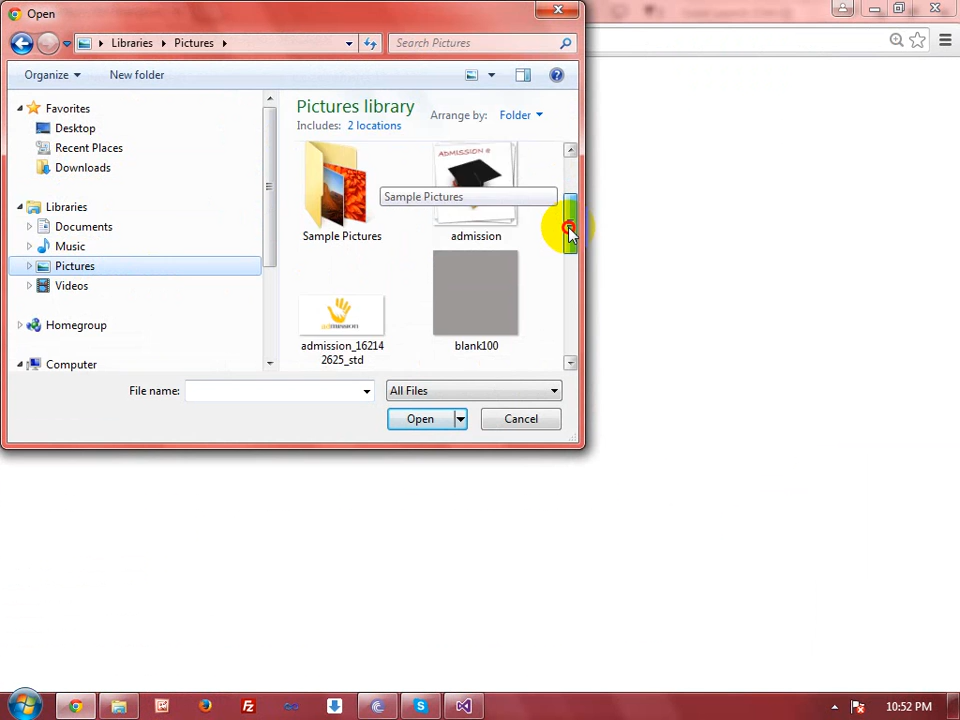 Open
Libraries Pictures
Search Pictures
Organize
New folder
Favorites
Desktop
Recent Places
Downloads
Libraries
Documents
Music
Pictures
Videos
Homegroup
Computer
Pictures library
Includes: 2 locations
Arrange by: Folder
ADMISSION
Sample Pictures
Sample Pictures
admission
admission
admission_16214
2625_std
blank100
File name:
All Files
Open
Cancel
10:52 PM